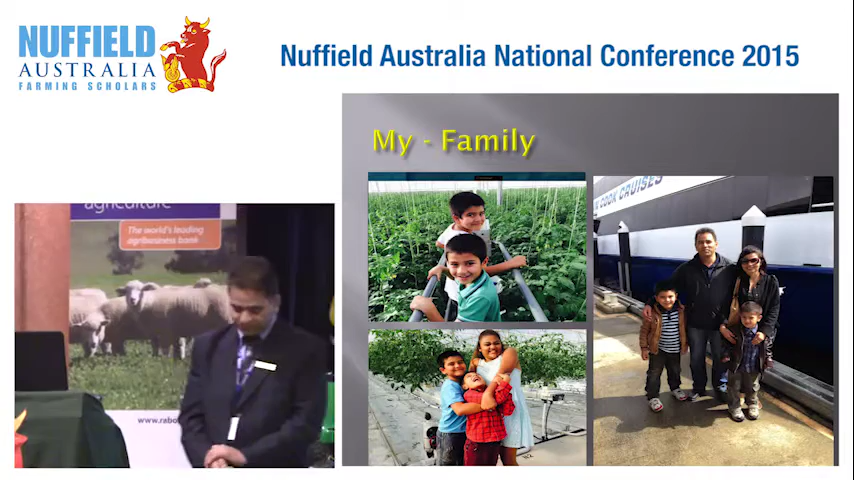 NUFFIELD
AUSTRALIA
FARMING SCHOLARS
Nuffield Australia National Conference 2015
My - Family
COOK CRUISES
agriculture
The world's leading
agribusiness bank
www.rabo